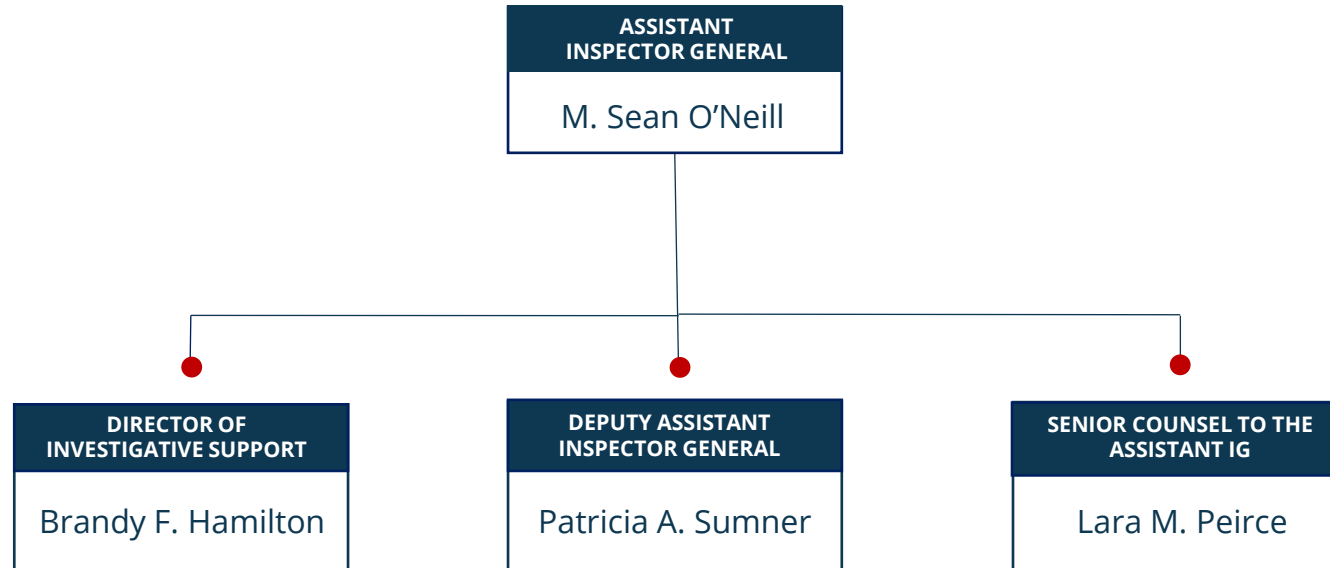 ASSISTANT
INSPECTOR GENERAL
M. Sean O’Neill
DIRECTOR OF
INVESTIGATIVE SUPPORT
Brandy F. Hamilton
DEPUTY ASSISTANT
INSPECTOR GENERAL
Patricia A. Sumner
SENIOR COUNSEL TO THE
ASSISTANT IG
Lara M. Peirce